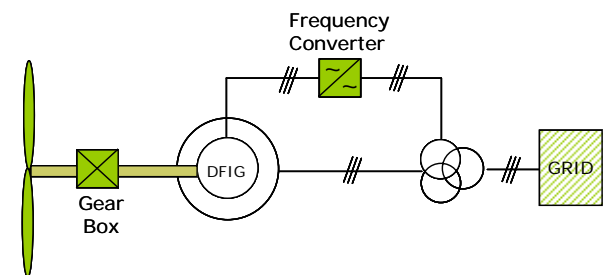 Frequency
Converter
DFIG
GRID
Gear
Box